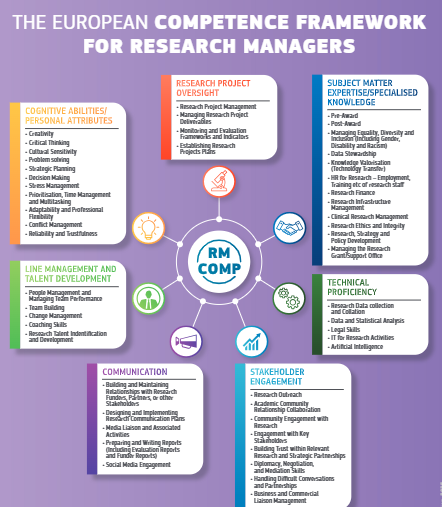 THE EUROPEAN COMPETENCE FRAMEWORK
FOR RESEARCH MANAGERS
RESEARCH PROJECT
OVERSIGHT
- Research Project Management
- Managing Research Project
Deliverables
- Monitoring and Evaluation
Frameworks and Indicators
- Establishing Research
Projects Plans
SUBJECT MATTER
EXPERTISE/SPECIALISED
KNOWLEDGE
- Pre-Award
- Post-Award
- Managing Equality, Diversity and
Inclusion (including Gender,
Disability and Racism)
- Data Stewardship
- Knowledge Valorisation
(Technology Transfer)
- HR for Research – Employment,
Training etc of research staff
- Research Finance
- Research Infrastructure
Management
- Clinical Research Management
- Research Ethics and Integrity
- Research, Strategy and
Policy Development
- Managing the Research
Grant/Support Office
COGNITIVE ABILITIES/
PERSONAL ATTRIBUTES
- Creativity
- Critical Thinking
- Cultural Sensitivity
- Problem solving
- Strategic Planning
- Decision Making
- Stress Management
- Prioritisation, Time Management
and Multitasking
- Adaptability and Professional
Flexibility
- Conflict Management
- Reliability and Trustfulness
RM
COMP
LINE MANAGEMENT AND
TALENT DEVELOPMENT
- People Management and
Managing Team Performance
- Team Building
- Change Management
- Coaching Skills
- Research Talent Indentification
and Development
TECHNICAL
PROFICIENCY
- Research Data collection
and Collation
- Data and Statistical Analysis
- Legal Skills
- IT for Research Activities
- Artificial Intelligence
COMMUNICATION
- Building and Maintaining
Relationships with Research
Funders, Partners, or other
Stakeholders
- Designing and Implementing
Research Communication Plans
- Media Liaison and Associated
Activities
- Preparing and Writing Reports
(Including Evaluation Reports
and Funder Reports)
- Social Media Engagement
STAKEHOLDER
ENGAGEMENT
- Research Outreach
- Academic Community
Relationship Collaboration
- Community Engagement with
Research
- Engagement with Key
Stakeholders
- Building Trust within Relevant
Research and Strategic Partnerships
- Diplomacy, Negotiation,
and Mediation Skills
- Handling Difficult Conversations
and Partnerships
- Business and Commercial
Liaison Management